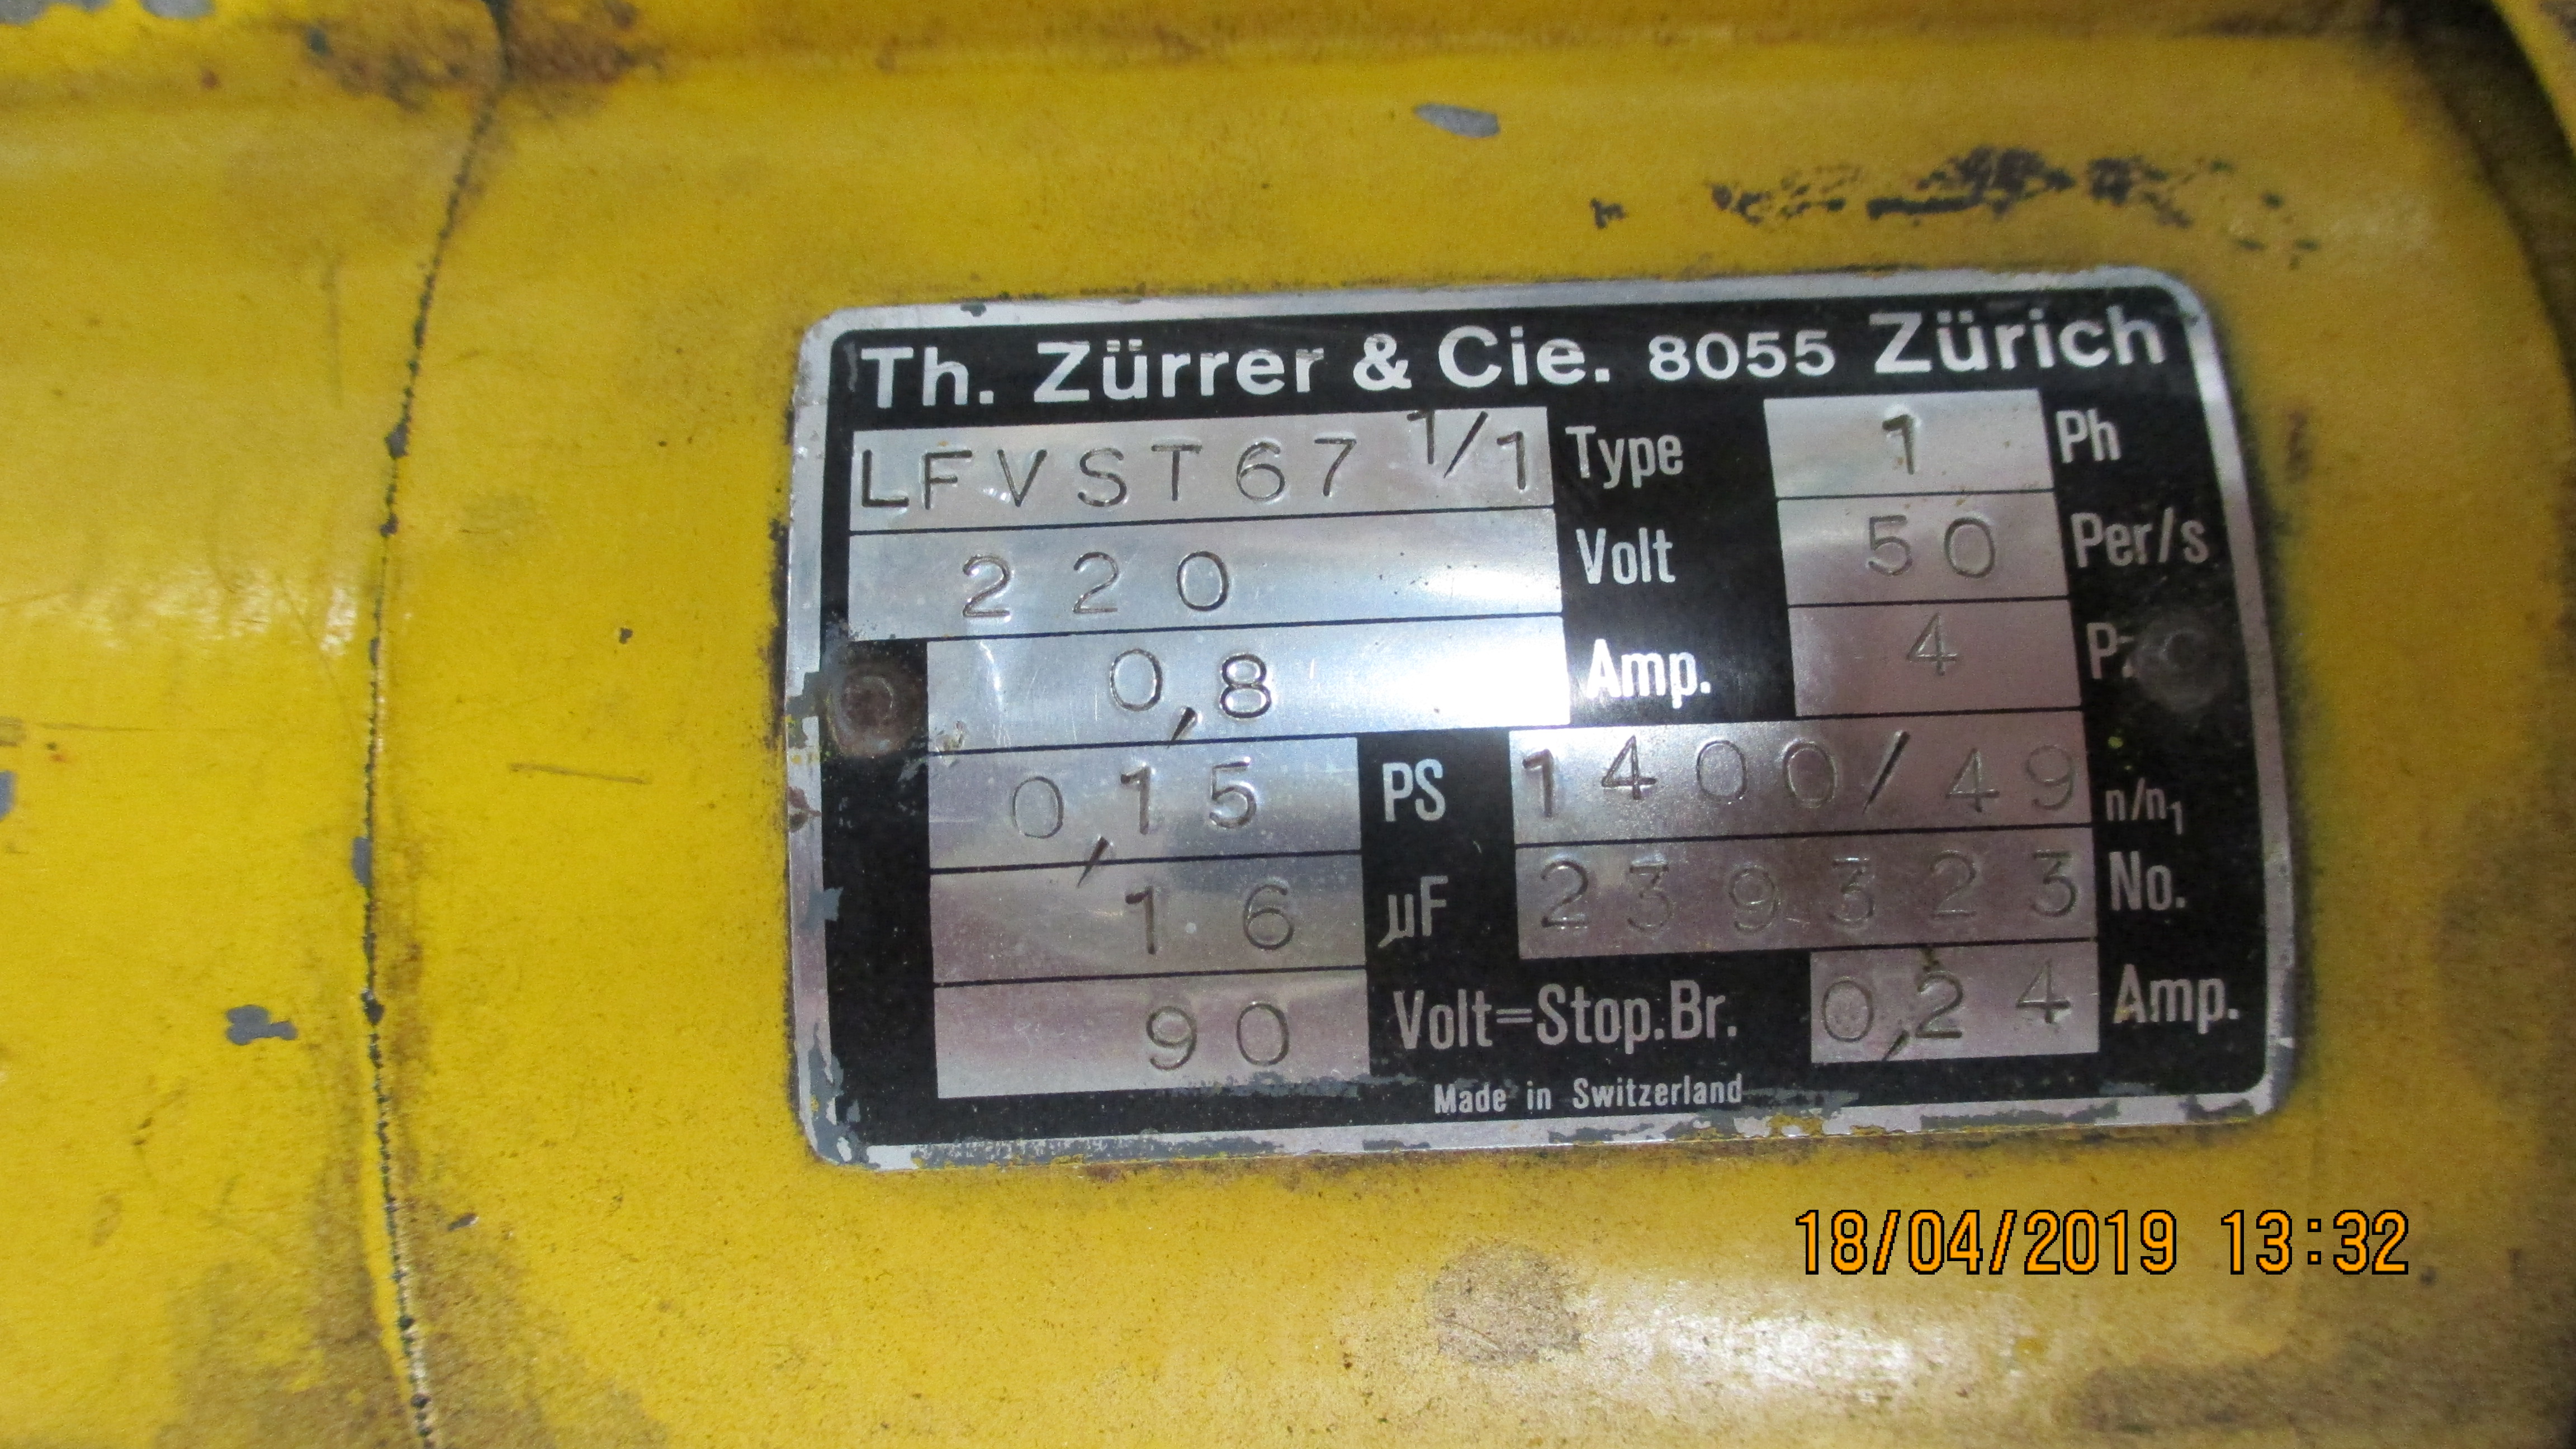 Th. Zürrer & Cie. 8055 Zürich
LFVST67 1/1 Type 1 Ph
220 Volt 50 Per/s
0,8 Amp. 4
0,15 PS 1400/49 n/n1
16 µF 239323 No.
90 Volt=Stop.Br. 0,24 Amp.
Made in Switzerland
18/04/2019 13:32